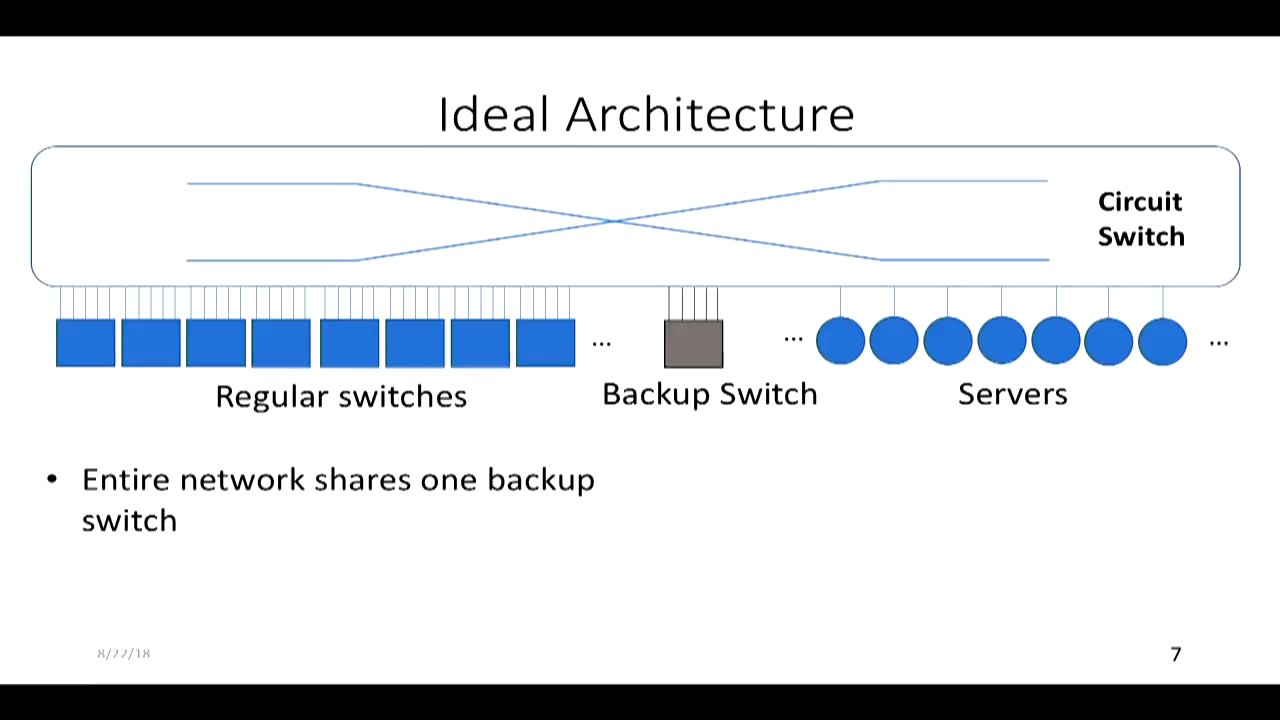 Ideal Architecture
Circuit
Switch
...
...
...
Regular switches
Backup Switch
Servers
• Entire network shares one backup
switch
8/22/18
7